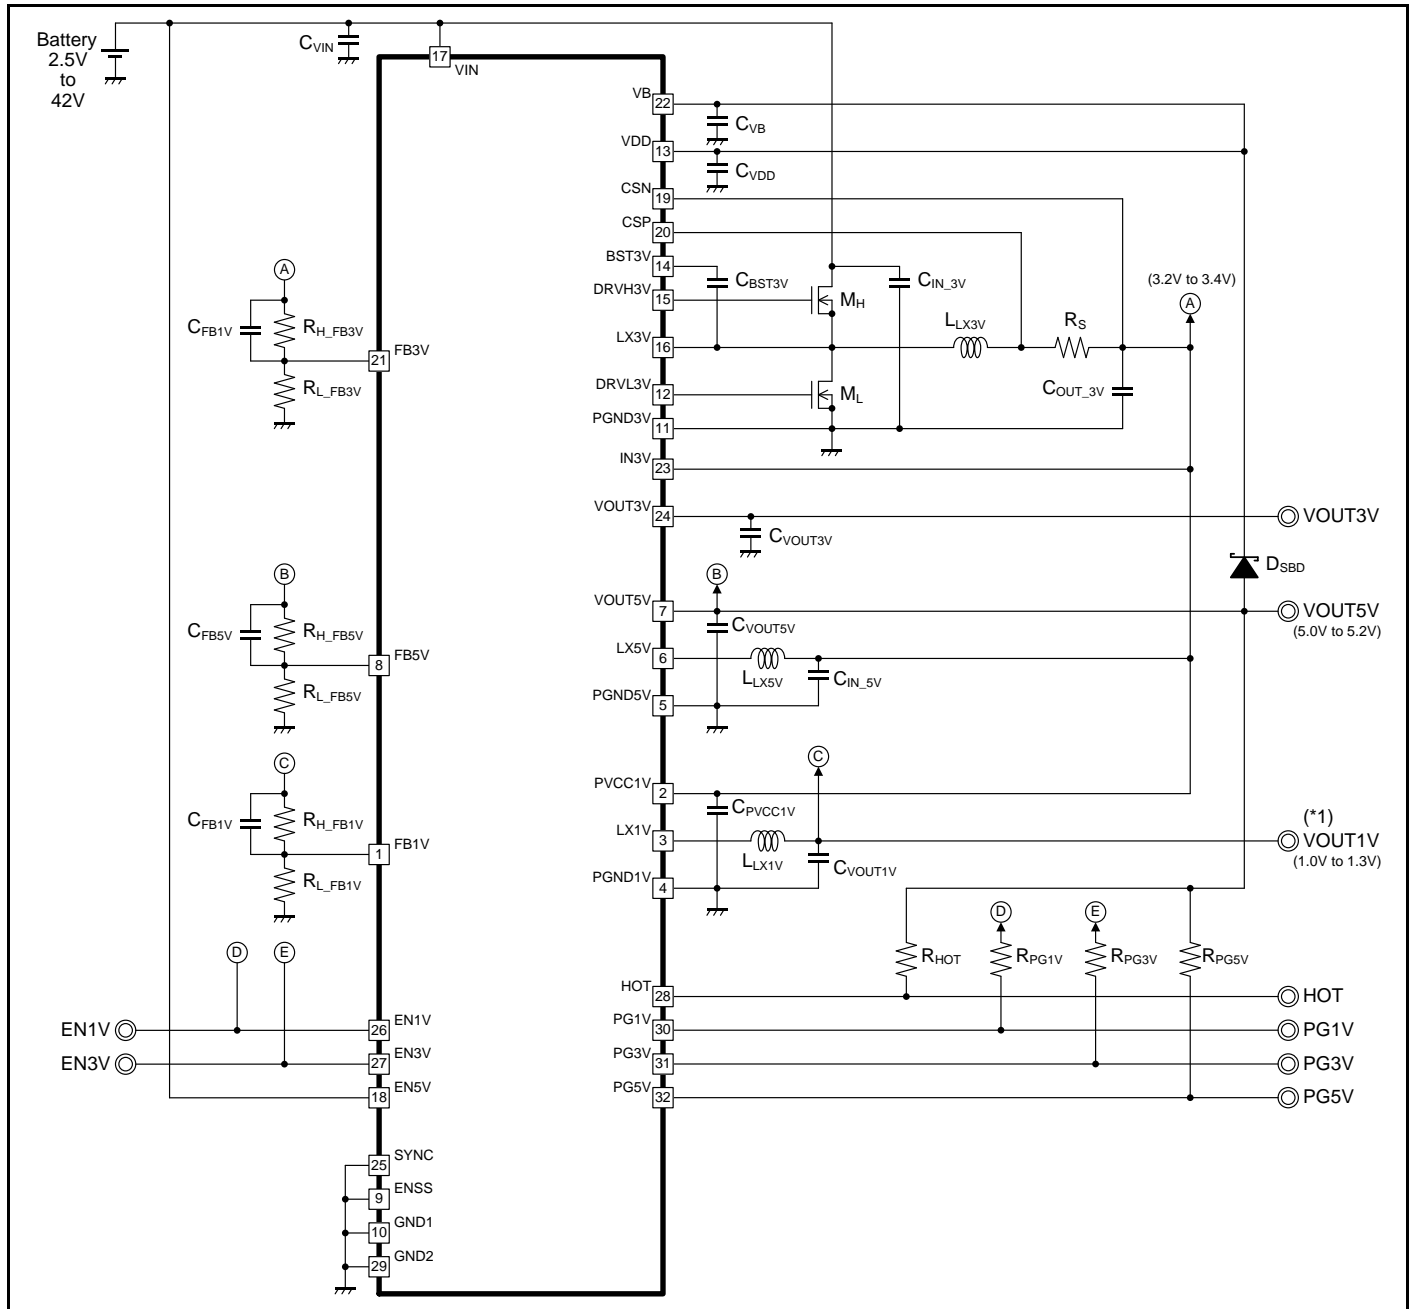 Battery
2.5V
to
42V
CVIN
17
VIN
VB
22
CVB
VDD
13
CVDD
CSN
19
CSP
20
BST3V
14
CBST3V
CIN_3V
(3.2V to 3.4V)
A
DRVH3V
15
MH
LX3V
16
LLX3V
RS
DRVL3V
12
ML
COUT_3V
PGND3V
11
IN3V
23
VOUT3V
24
CVOUT3V
VOUT3V
A
CFB1V
RH_FB3V
21
FB3V
RL_FB3V
DSBD
B
VOUT5V
7
CVOUT5V
VOUT5V
(5.0V to 5.2V)
LX5V
6
LLX5V
CIN_5V
PGND5V
5
B
CFB5V
RH_FB5V
8
FB5V
RL_FB5V
C
PVCC1V
2
CPVCC1V
LX1V
3
LLX1V
CVOUT1V
(*1)
VOUT1V
(1.0V to 1.3V)
PGND1V
4
C
CFB1V
RH_FB1V
1
FB1V
RL_FB1V
D
E
D
E
RHOT
RPG1V
RPG3V
RPG5V
HOT
28
HOT
EN1V
26
EN1V
PG1V
30
PG1V
EN3V
27
EN3V
PG3V
31
PG3V
18
EN5V
PG5V
32
PG5V
25
SYNC
9
ENSS
10
GND1
29
GND2